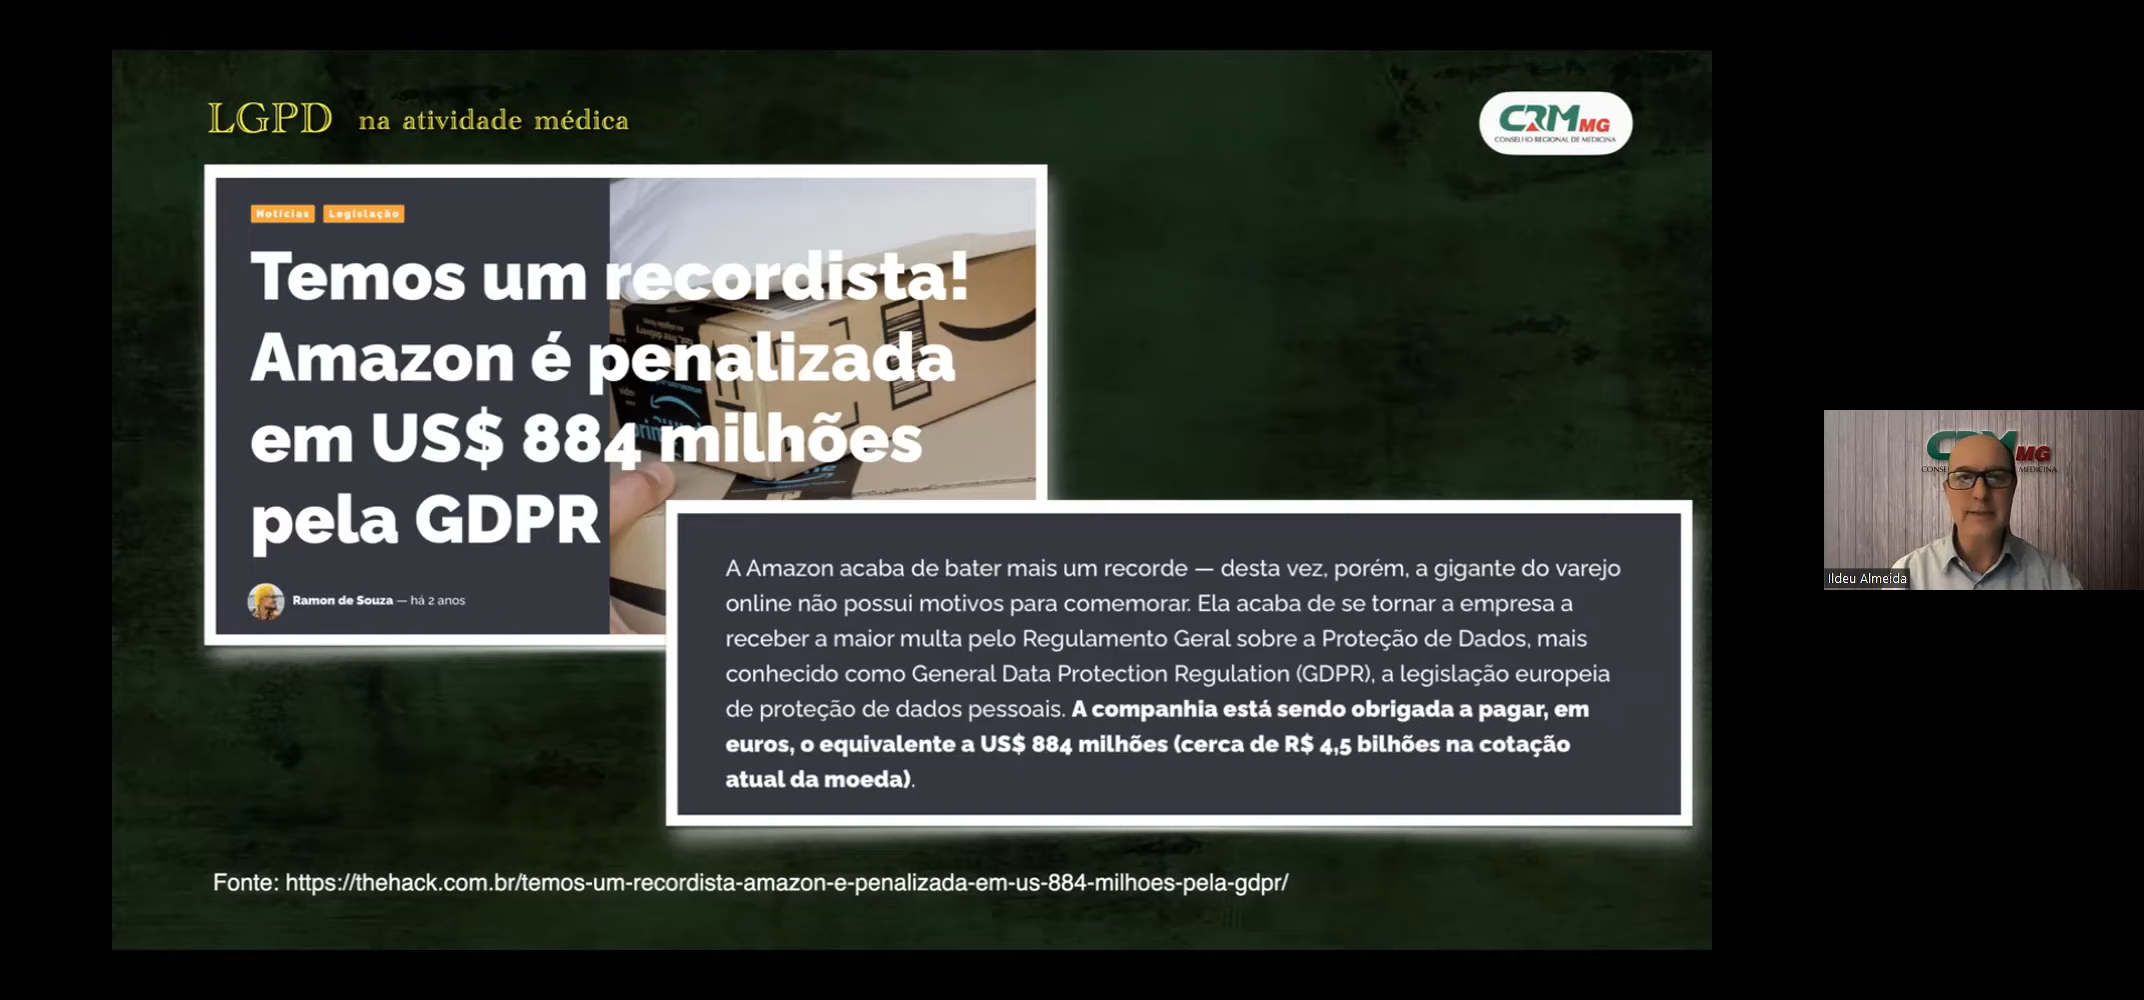 LGPD na atividade médica
CRM MG
CONSELHO REGIONAL DE MEDICINA
Notícias Legislação
Temos um recordista!
Amazon é penalizada
em US$ 884 milhões
pela GDPR
Ramon de Souza — há 2 anos
A Amazon acaba de bater mais um recorde — desta vez, porém, a gigante do varejo
online não possui motivos para comemorar. Ela acaba de se tornar a empresa a
receber a maior multa pelo Regulamento Geral sobre a Proteção de Dados, mais
conhecido como General Data Protection Regulation (GDPR), a legislação europeia
de proteção de dados pessoais. A companhia está sendo obrigada a pagar, em
euros, o equivalente a US$ 884 milhões (cerca de R$ 4,5 bilhões na cotação
atual da moeda).
Fonte: https://thehack.com.br/temos-um-recordista-amazon-e-penalizada-em-us-884-milhoes-pela-gdpr/
MG
MEDICINA
Ildeu Almeida